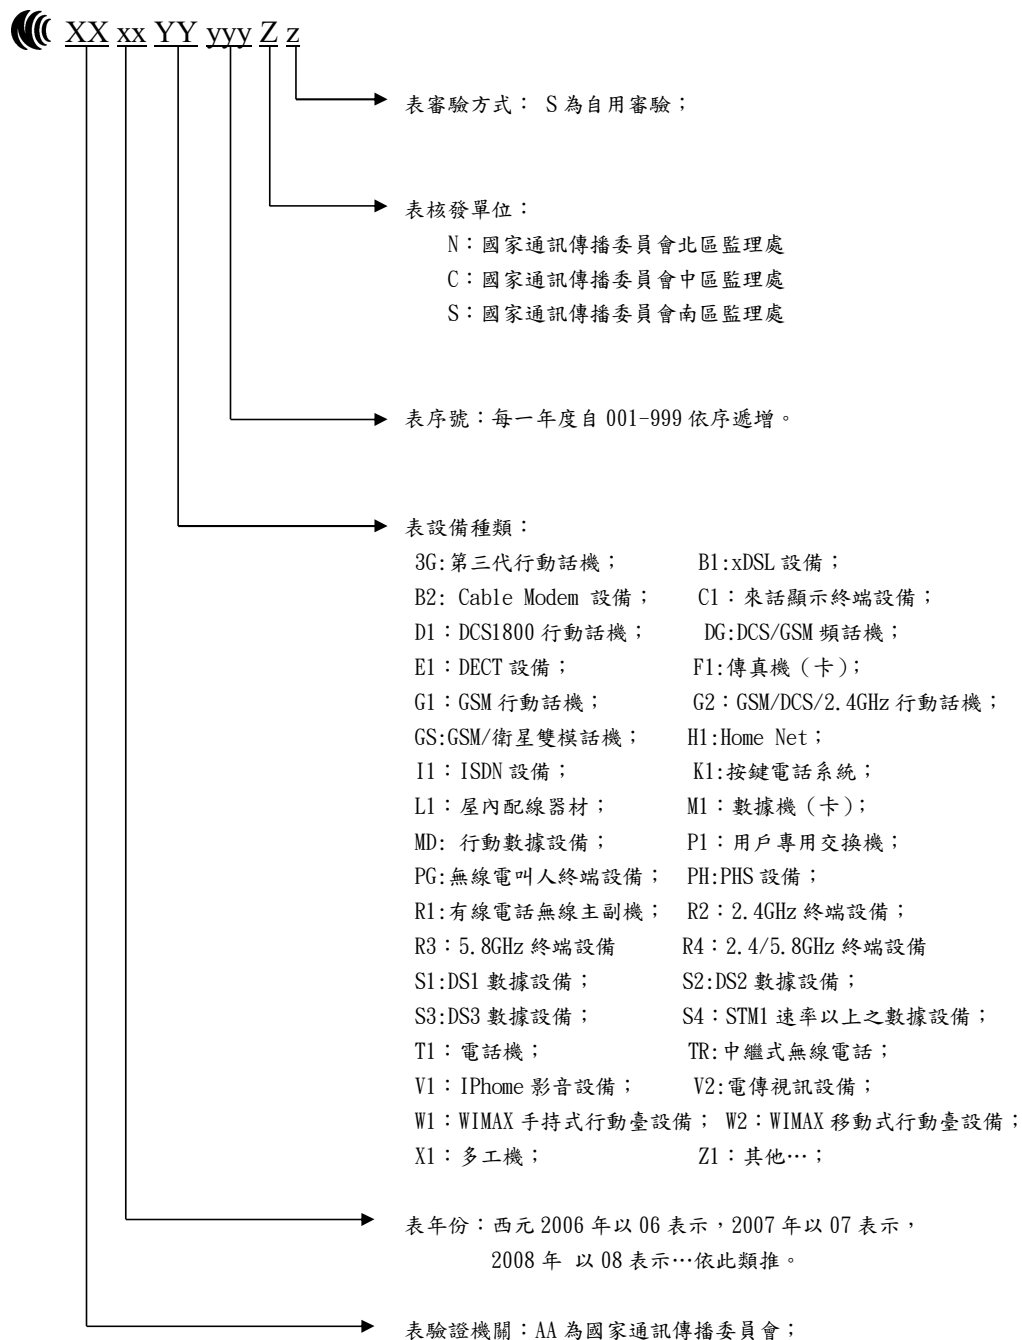 XX xx YY yyy Z z
表審驗方式： S 為自用審驗；
表核發單位：
N：國家通訊傳播委員會北區監理處
C：國家通訊傳播委員會中區監理處
S：國家通訊傳播委員會南區監理處
表序號：每一年度自 001-999 依序遞增。
表設備種類：
3G:第三代行動話機； B1:xDSL 設備；
B2: Cable Modem 設備； C1：來話顯示終端設備；
D1：DCS1800 行動話機； DG:DCS/GSM 頻話機；
E1：DECT 設備； F1:傳真機（卡）；
G1：GSM 行動話機； G2：GSM/DCS/2.4GHz 行動話機；
GS:GSM/衛星雙模話機； H1:Home Net；
I1：ISDN 設備； K1:按鍵電話系統；
L1：屋內配線器材； M1：數據機（卡）；
MD: 行動數據設備； P1：用戶專用交換機；
PG:無線電叫人終端設備； PH:PHS 設備；
R1:有線電話無線主副機； R2：2.4GHz 終端設備；
R3：5.8GHz 終端設備 R4：2.4/5.8GHz 終端設備
S1:DS1 數據設備； S2:DS2 數據設備；
S3:DS3 數據設備； S4：STM1 速率以上之數據設備；
T1：電話機； TR:中繼式無線電話；
V1：IPhome 影音設備； V2:電傳視訊設備；
W1：WIMAX 手持式行動臺設備； W2：WIMAX 移動式行動臺設備；
X1：多工機； Z1：其他…；
表年份：西元 2006 年以 06 表示，2007 年以 07 表示，
2008 年 以 08 表示…依此類推。
表驗證機關：AA 為國家通訊傳播委員會；